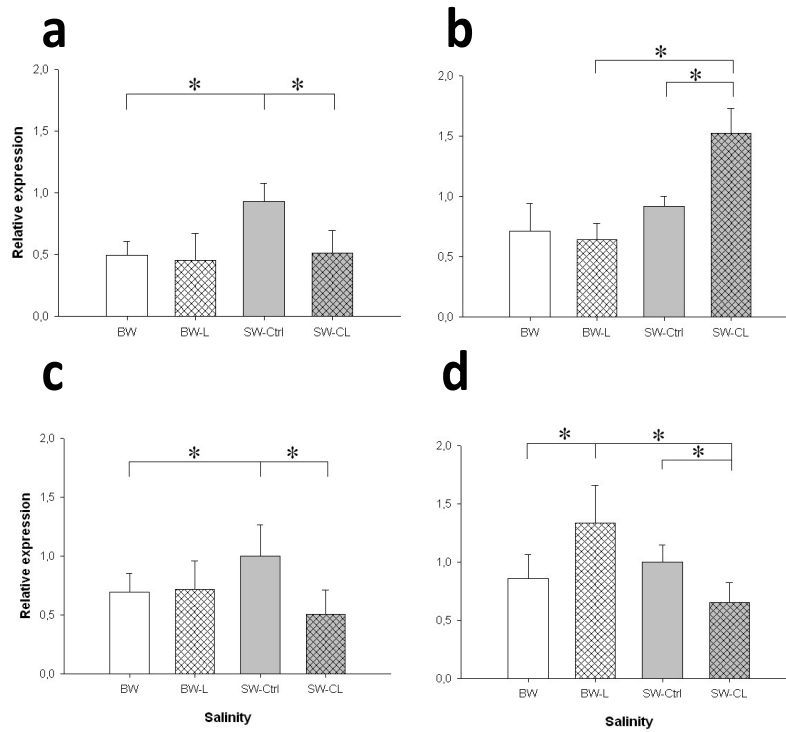 a
2,0
*
*
1,5
1,0
0,5
0,0
Relative expression
BW
BW-L
SW-Ctrl
SW-CL
b
2,0
*
*
1,5
1,0
0,5
0,0
BW
BW-L
SW-Ctrl
SW-CL
Salinity
c
2,0
*
*
1,5
1,0
0,5
0,0
Relative expression
BW
BW-L
SW-Ctrl
SW-CL
Salinity
d
2,0
*
*
*
1,5
1,0
0,5
0,0
BW
BW-L
SW-Ctrl
SW-CL
Salinity